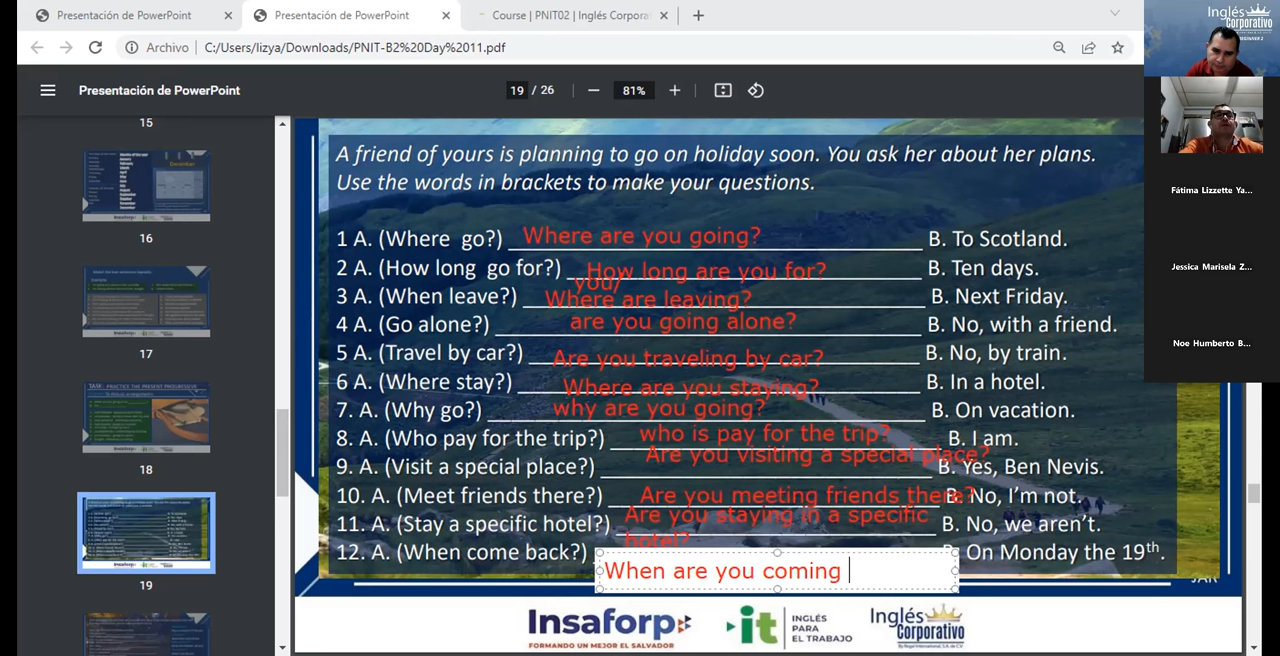 Presentación de PowerPoint
Presentación de PowerPoint
Course | PNIT02 | Inglés Corpora
Archivo
C:/Users/lizya/Downloads/PNIT-B2%20Day%2011.pdf
Presentación de PowerPoint
19 / 26
81%
15
16
17
18
19
A friend of yours is planning to go on holiday soon. You ask her about her plans.
Use the words in brackets to make your questions.
1 A. (Where go?) Where are you going? B. To Scotland.
2 A. (How long go for?) How long are you for? B. Ten days.
you/
3 A. (When leave?) Where are leaving? B. Next Friday.
4 A. (Go alone?) are you going alone? B. No, with a friend.
5 A. (Travel by car?) Are you traveling by car? B. No, by train.
6 A. (Where stay?) Where are you staying? B. In a hotel.
7. A. (Why go?) why are you going? B. On vacation.
8. A. (Who pay for the trip?) who is pay for the trip? B. I am.
9. A. (Visit a special place?) Are you visiting a special place? B. Yes, Ben Nevis.
10. A. (Meet friends there?) Are you meeting friends there? B. No, I'm not.
11. A. (Stay a specific hotel?) Are you staying in a specific B. No, we aren't.
hotel?
12. A. (When come back?) B. On Monday the 19th.
When are you coming
JAR
Insaforp
FORMANDO UN MEJOR EL SALVADOR
it
INGLÉS
PARA
EL TRABAJO
Inglés
Corporativo
Inglés
Corporativo
Fátima Lizzette Ya...
Jessica Marisela Z...
Noe Humberto B...